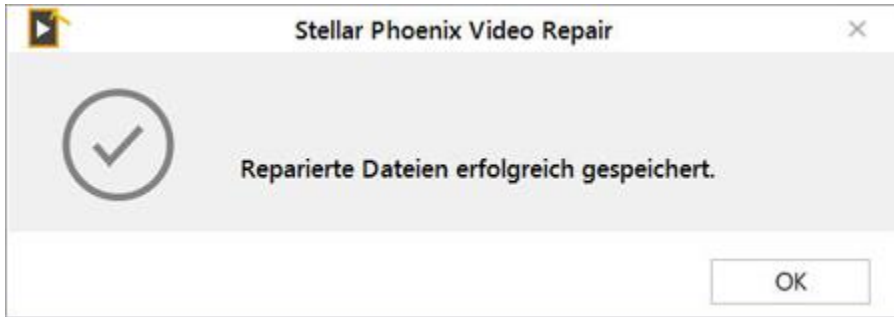 Stellar Phoenix Video Repair
Reparierte Dateien erfolgreich gespeichert.
OK